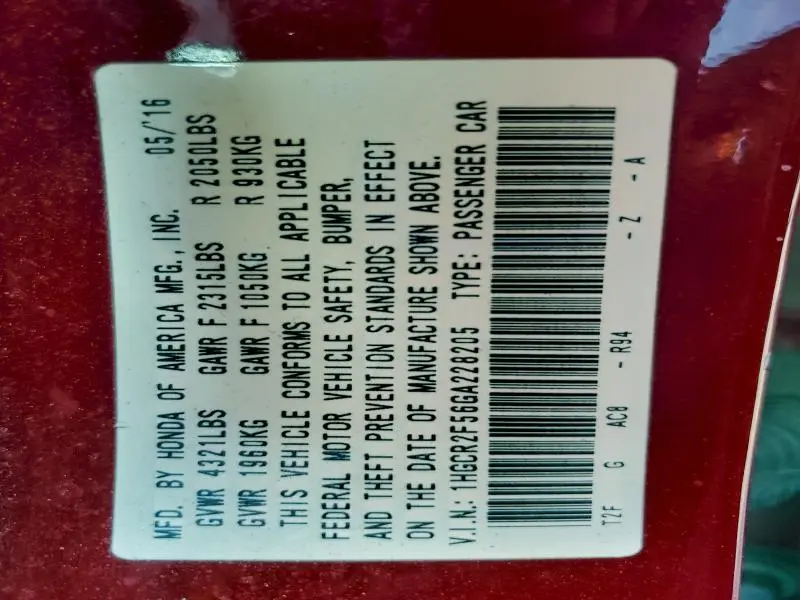 MFD. BY HONDA OF AMERICA MFG., INC. 05/'16
GVWR 4321LBS GAWR F 2315LBS R 2050LBS
GVWR 1960KG GAWR F 1050KG R 930KG
THIS VEHICLE CONFORMS TO ALL APPLICABLE
FEDERAL MOTOR VEHICLE SAFETY, BUMPER,
AND THEFT PREVENTION STANDARDS IN EFFECT
ON THE DATE OF MANUFACTURE SHOWN ABOVE.
V.I.N.: 1HGCR2F56GA228205 TYPE: PASSENGER CAR
T2F G AC8 - R94 - Z - A